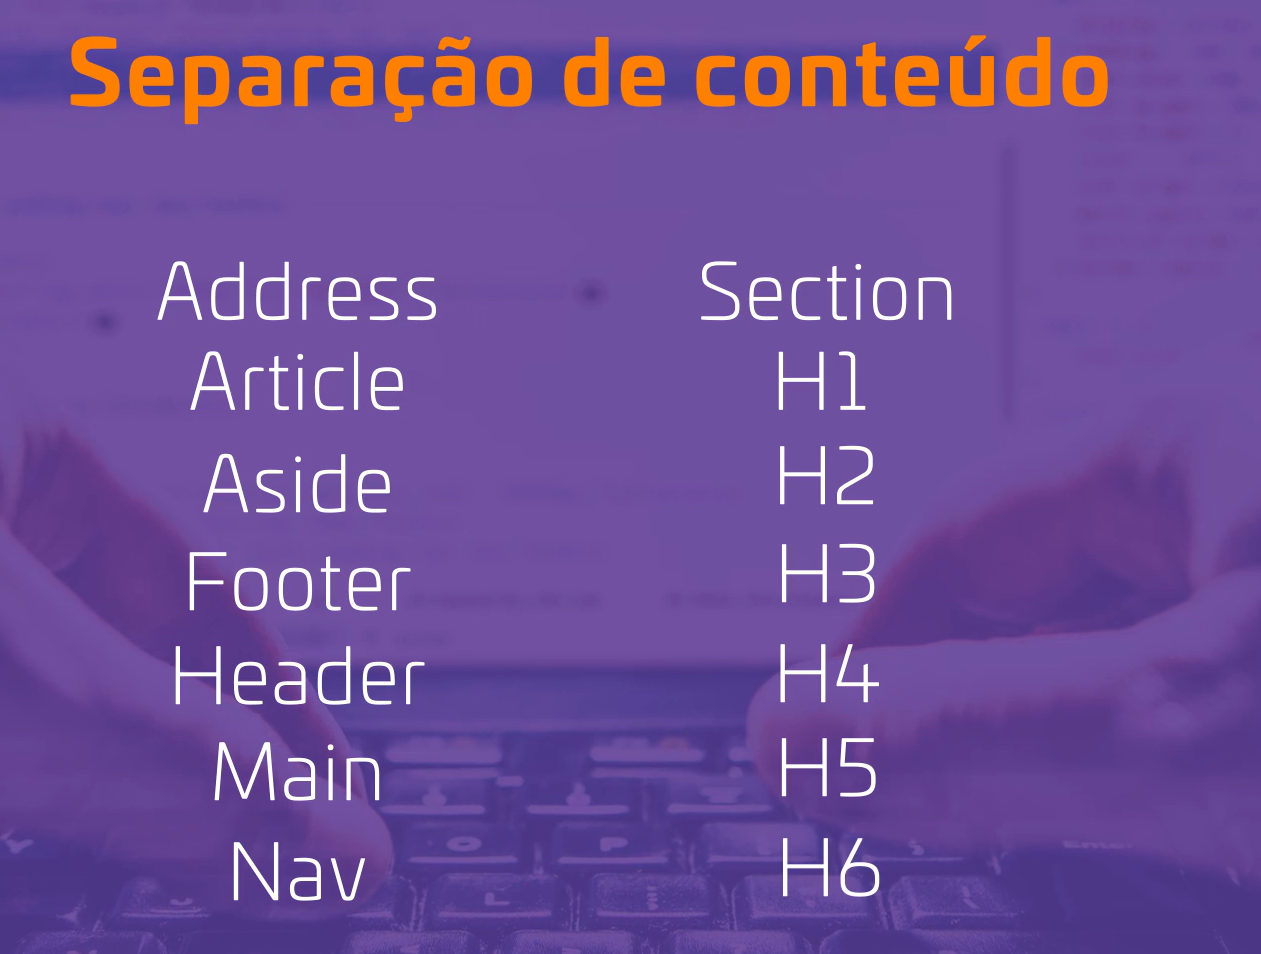 Separação de conteúdo
Address
Article
Aside
Footer
Header
Main
Nav
Section
H1
H2
H3
H4
H5
H6